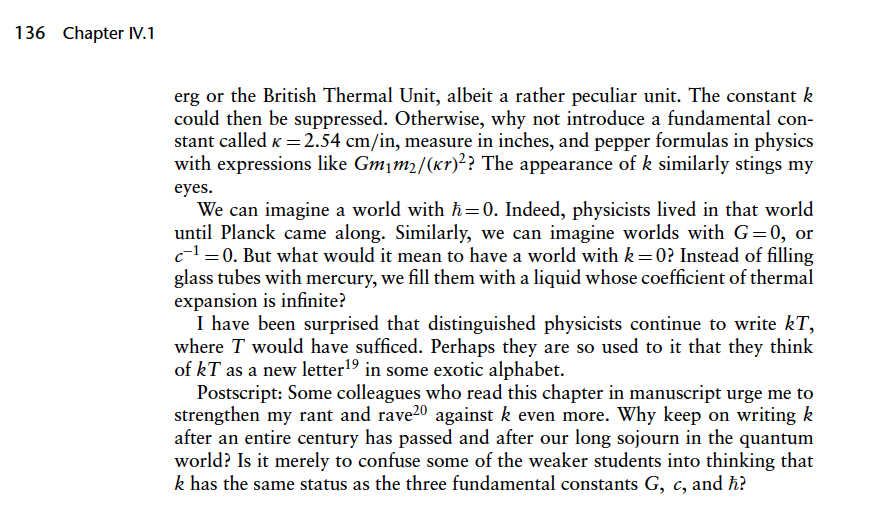 136 Chapter IV.1
erg or the British Thermal Unit, albeit a rather peculiar unit. The constant k
could then be suppressed. Otherwise, why not introduce a fundamental con-
stant called κ = 2.54 cm/in, measure in inches, and pepper formulas in physics
with expressions like Gm₁m₂/(κr)²? The appearance of k similarly stings my
eyes.
We can imagine a world with ℏ = 0. Indeed, physicists lived in that world
until Planck came along. Similarly, we can imagine worlds with G = 0, or
c⁻¹ = 0. But what would it mean to have a world with k = 0? Instead of filling
glass tubes with mercury, we fill them with a liquid whose coefficient of thermal
expansion is infinite?
I have been surprised that distinguished physicists continue to write kT,
where T would have sufficed. Perhaps they are so used to it that they think
of kT as a new letter¹⁹ in some exotic alphabet.
Postscript: Some colleagues who read this chapter in manuscript urge me to
strengthen my rant and rave²⁰ against k even more. Why keep on writing k
after an entire century has passed and after our long sojourn in the quantum
world? Is it merely to confuse some of the weaker students into thinking that
k has the same status as the three fundamental constants G, c, and ℏ?